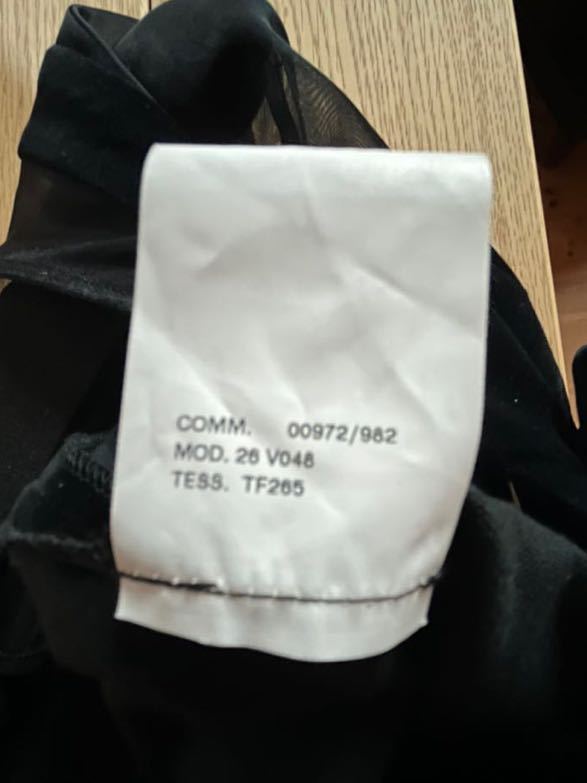 COMM. 00972/982
MOD. 26 V048
TESS. TF265